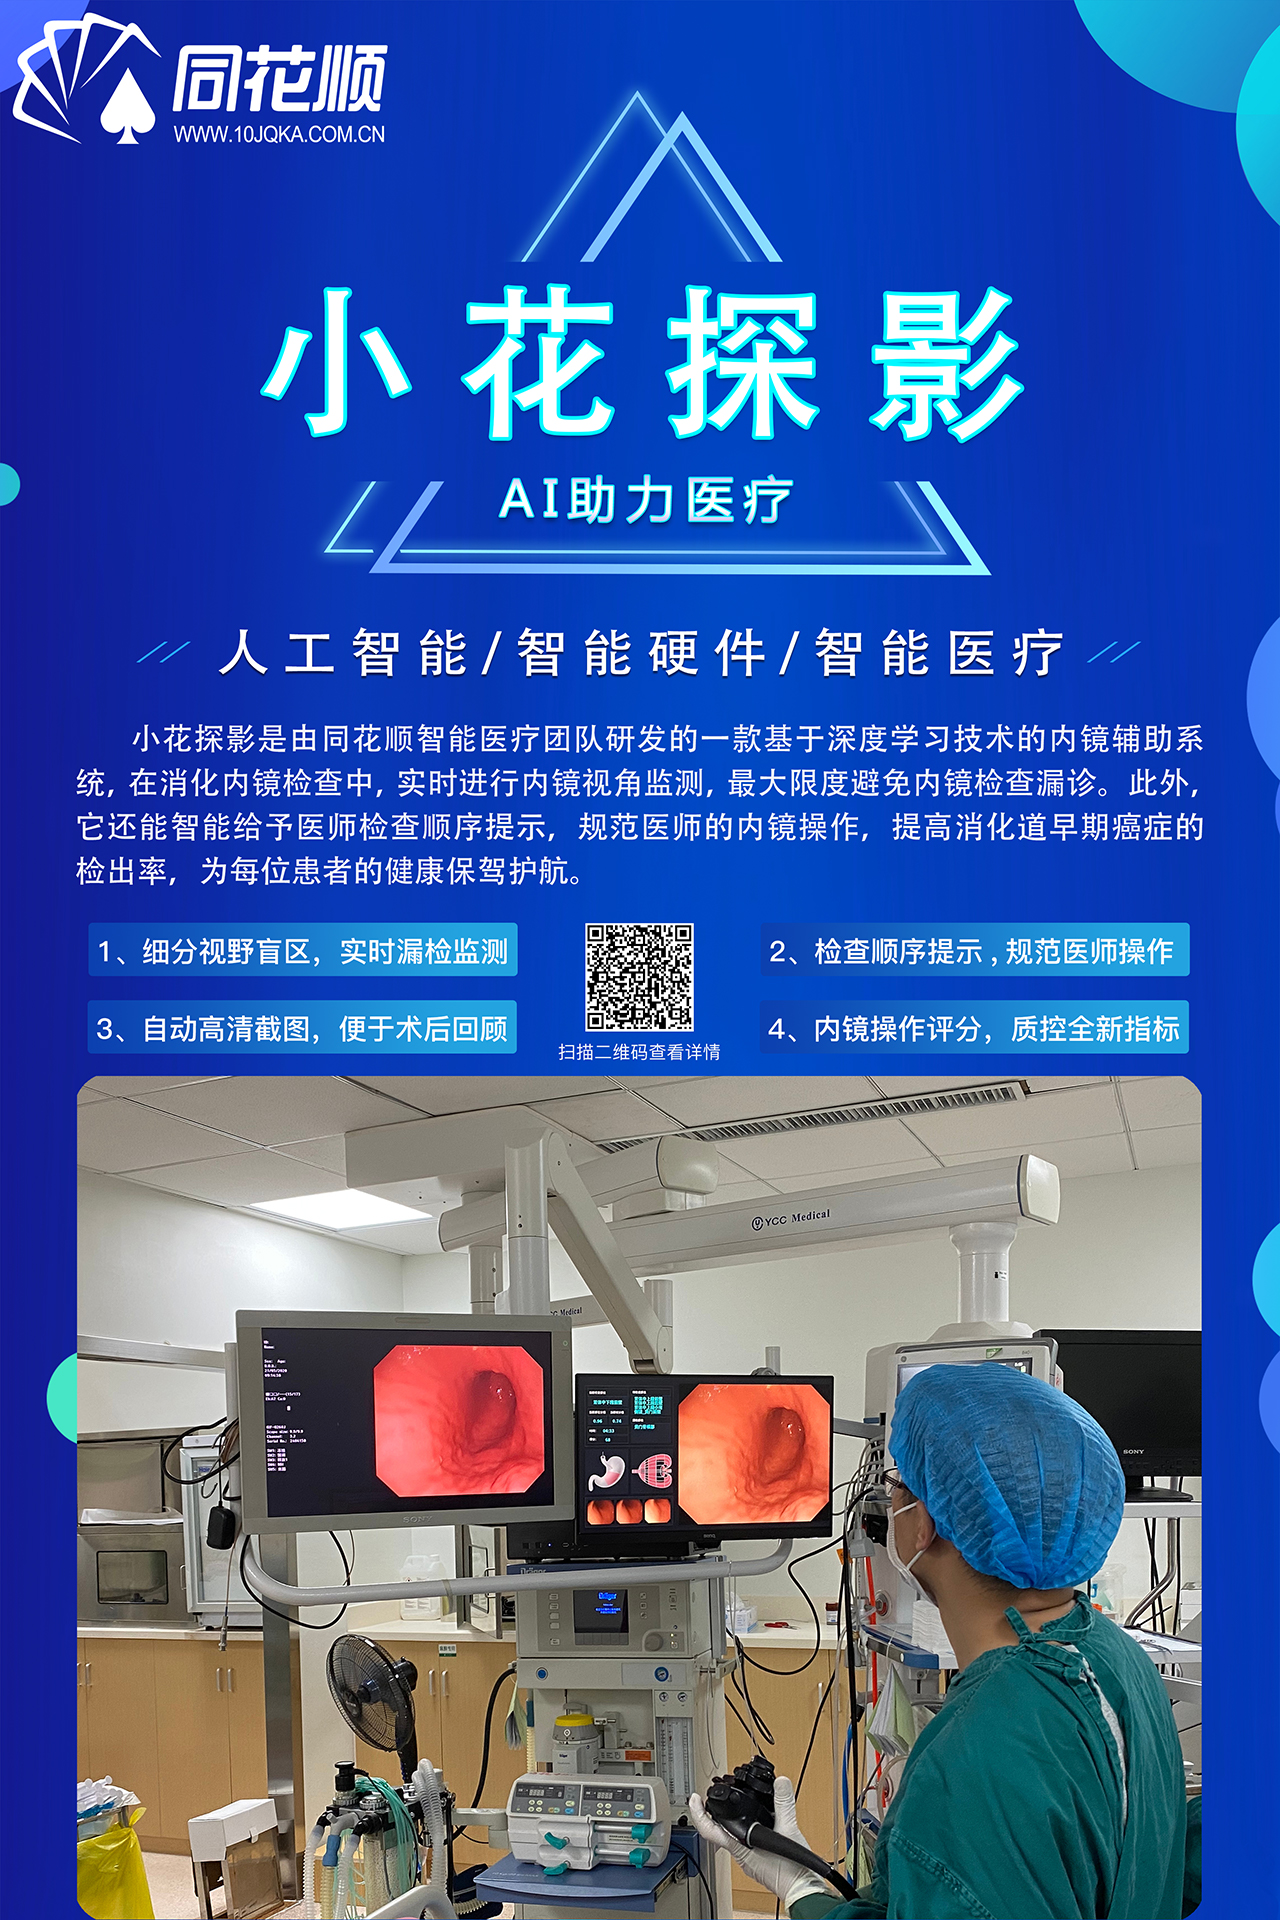 同花顺
WWW.10JQKA.COM.CN
小花探影
AI助力医疗
人工智能/智能硬件/智能医疗
小花探影是由同花顺智能医疗团队研发的一款基于深度学习技术的内镜辅助系
统，在消化内镜检查中，实时进行内镜视角监测，最大限度避免内镜检查漏诊。此外，
它还能智能给予医师检查顺序提示，规范医师的内镜操作，提高消化道早期癌症的
检出率，为每位患者的健康保驾护航。
1、细分视野盲区，实时漏检监测
2、检查顺序提示，规范医师操作
3、自动高清截图，便于术后回顾
4、内镜操作评分，质控全新指标
扫描二维码查看详情
YCC Medical
CC Medical
SONY
SONY
Dräger
Dräger